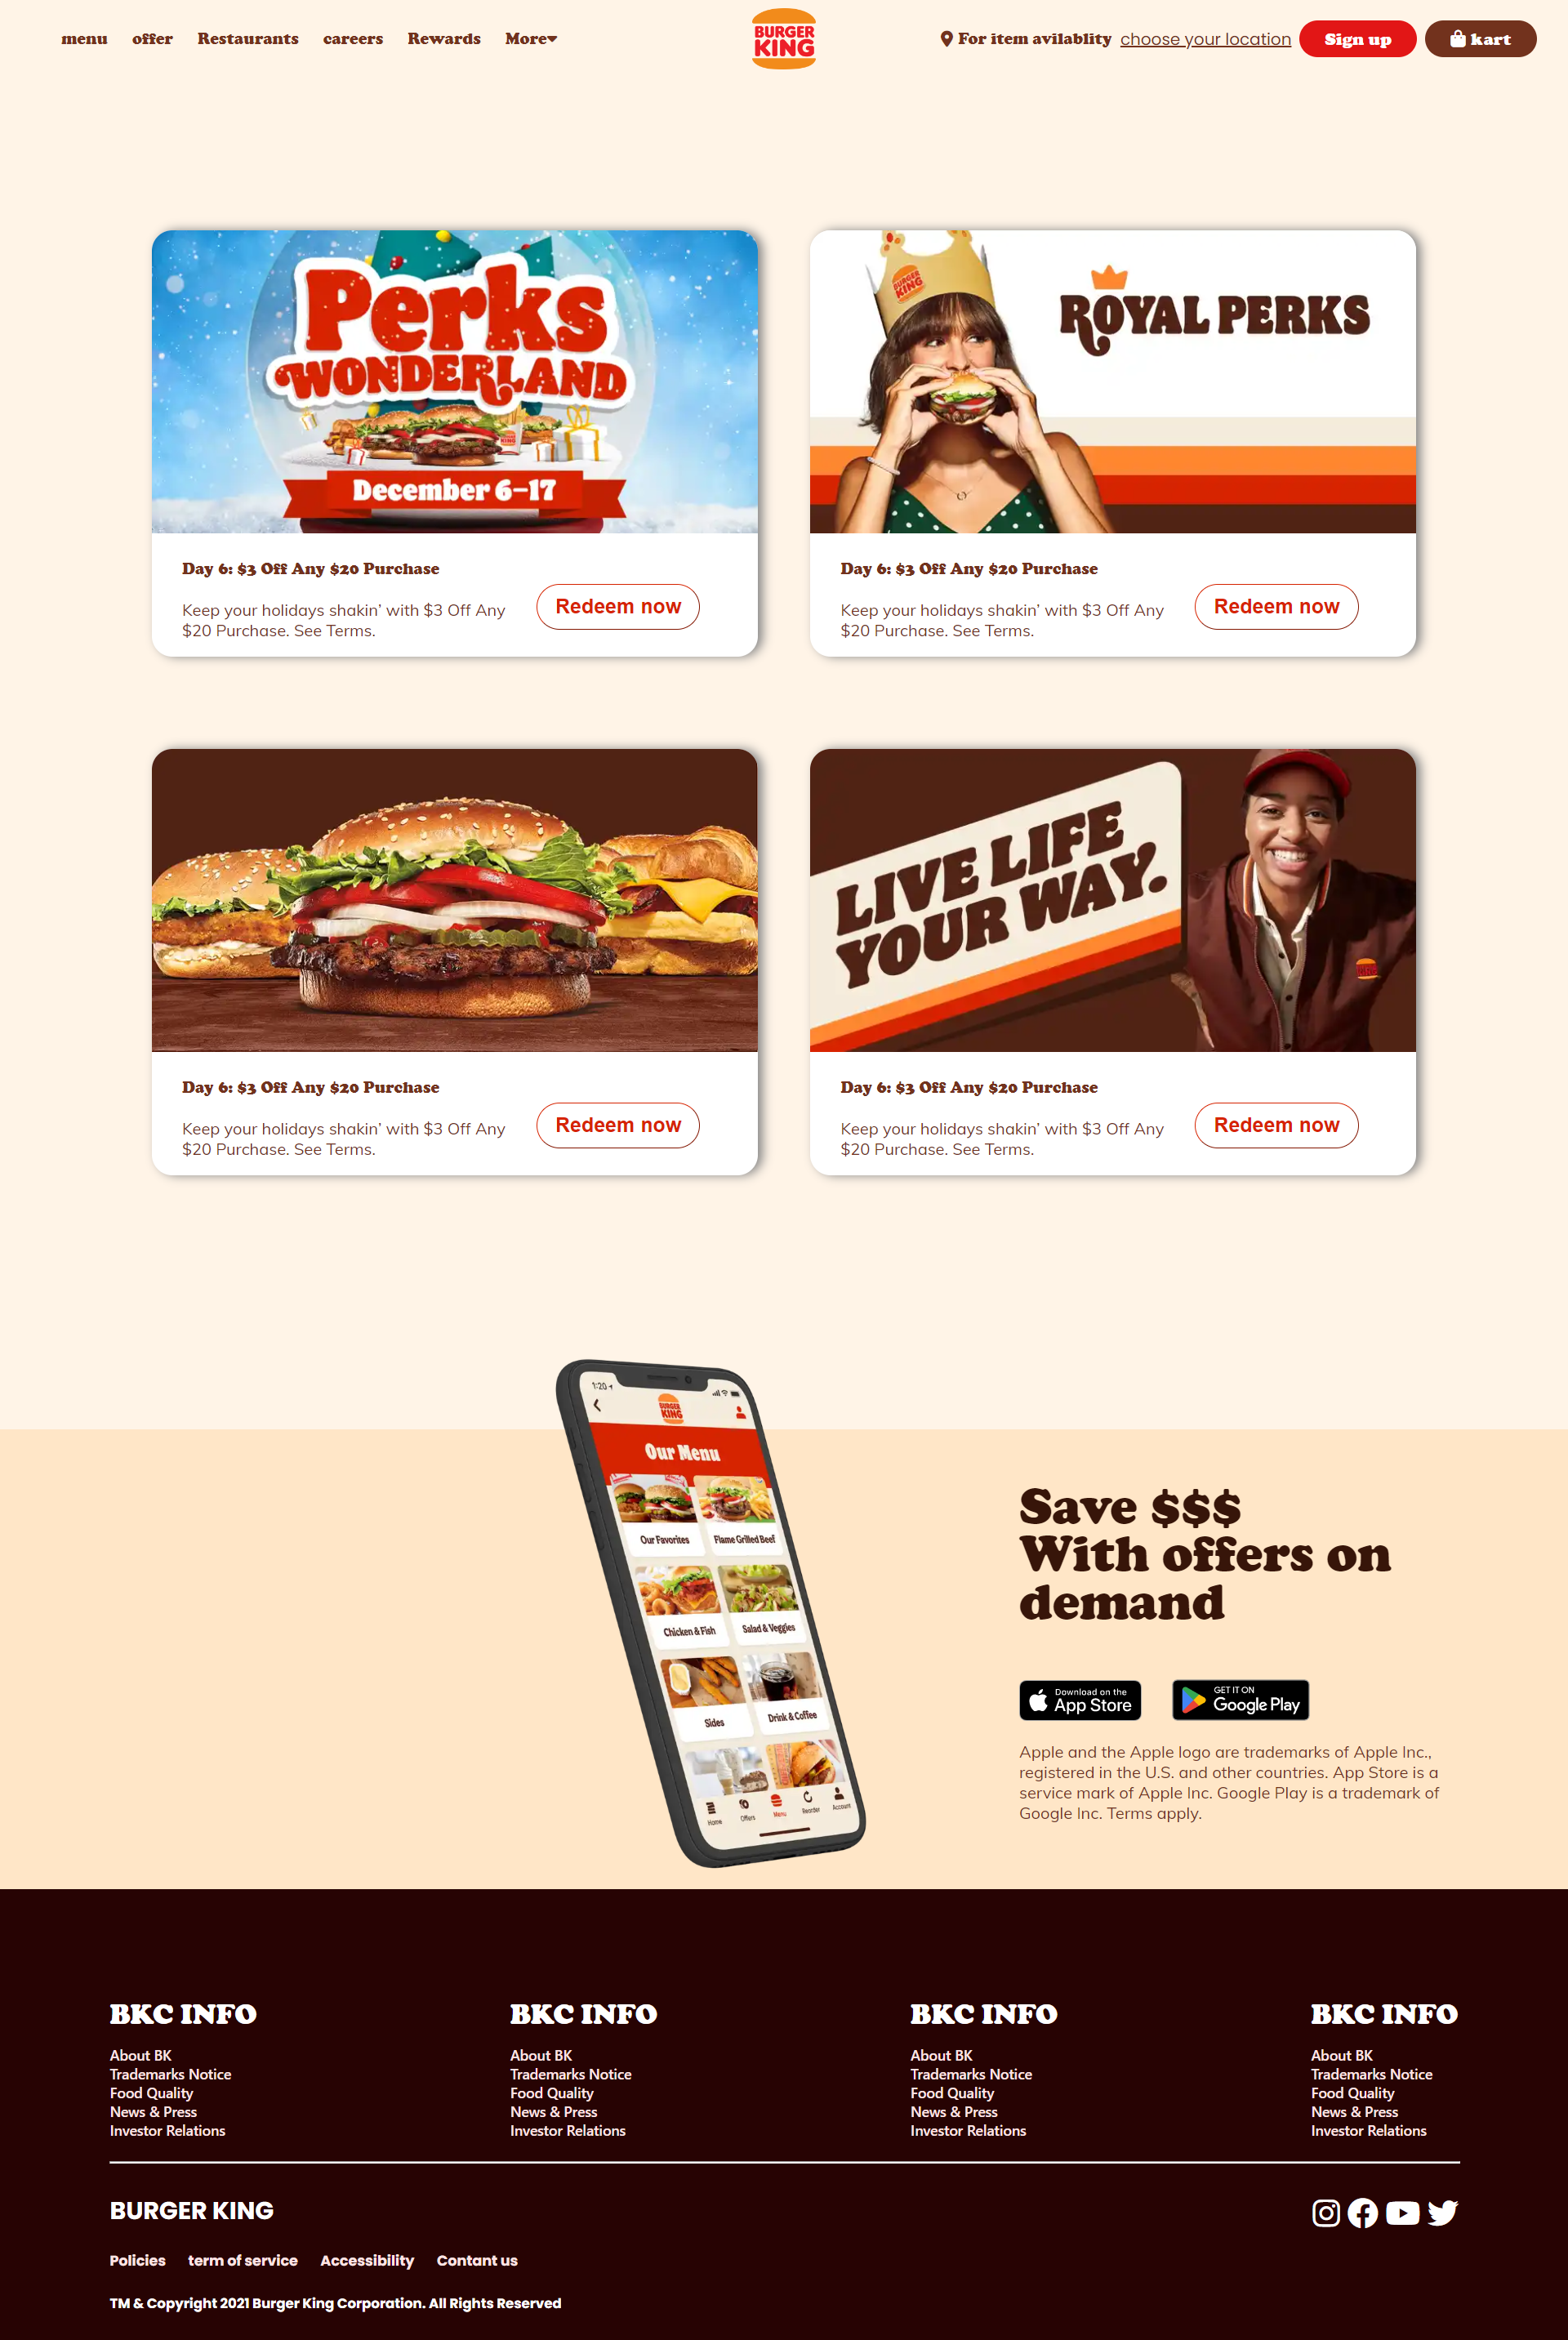 menu offer Restaurants careers Rewards More
BURGER
KING
For item avilablity choose your location Sign up kart
Perks
WONDERLAND
December 6–17
BURGER
KING
ROYAL PERKS
Day 6: $3 Off Any $20 Purchase
Keep your holidays shakin’ with $3 Off Any
$20 Purchase. See Terms.
Redeem now
Day 6: $3 Off Any $20 Purchase
Keep your holidays shakin’ with $3 Off Any
$20 Purchase. See Terms.
Redeem now
LIVE LIFE
YOUR WAY.
Day 6: $3 Off Any $20 Purchase
Keep your holidays shakin’ with $3 Off Any
$20 Purchase. See Terms.
Redeem now
Day 6: $3 Off Any $20 Purchase
Keep your holidays shakin’ with $3 Off Any
$20 Purchase. See Terms.
Redeem now
1:20
BURGER
KING
Our Menu
Our Favorites Flame Grilled Beef
Chicken & Fish Salad & Veggies
Sides Drink & Coffee
Home Offers Menu Reorder Account
Save $$$
With offers on
demand
Download on the
App Store
GET IT ON
Google Play
Apple and the Apple logo are trademarks of Apple Inc.,
registered in the U.S. and other countries. App Store is a
service mark of Apple Inc. Google Play is a trademark of
Google Inc. Terms apply.
BKC INFO
About BK
Trademarks Notice
Food Quality
News & Press
Investor Relations
BKC INFO
About BK
Trademarks Notice
Food Quality
News & Press
Investor Relations
BKC INFO
About BK
Trademarks Notice
Food Quality
News & Press
Investor Relations
BKC INFO
About BK
Trademarks Notice
Food Quality
News & Press
Investor Relations
BURGER KING
Policies term of service Accessibility Contant us
TM & Copyright 2021 Burger King Corporation. All Rights Reserved